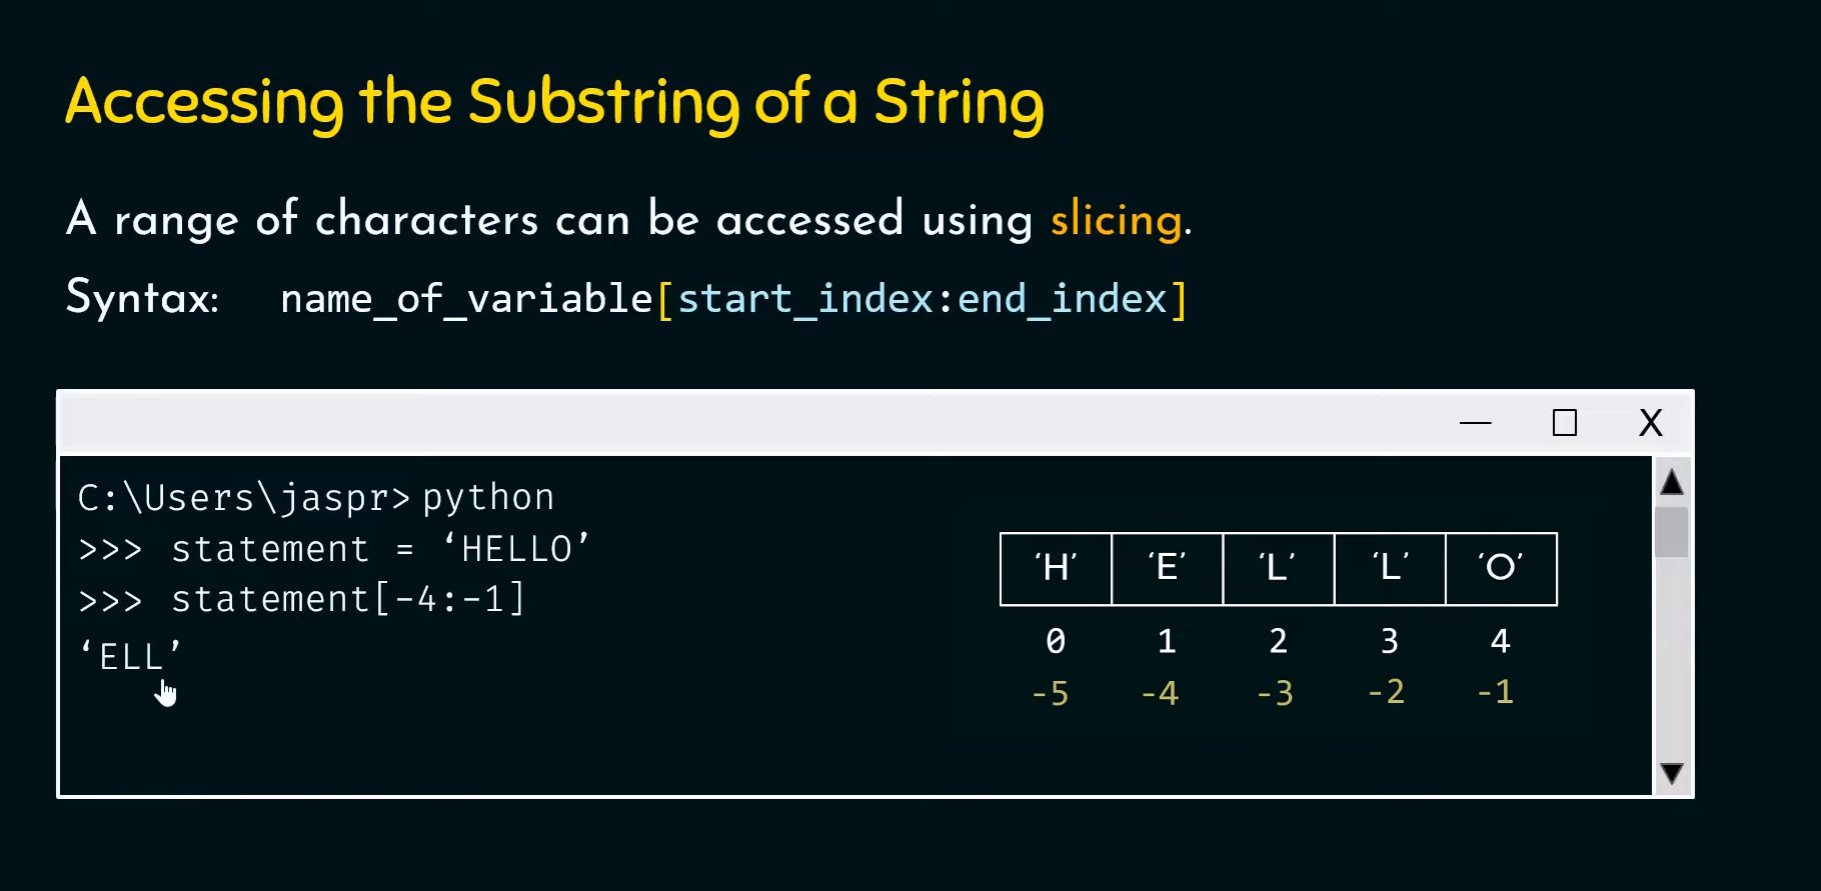 Accessing the Substring of a String
A range of characters can be accessed using slicing.
Syntax: name_of_variable[start_index:end_index]
X
C:\Users\jaspr> python
>>> statement = ‘HELLO’
>>> statement[-4:-1]
‘ELL’
‘H’ ‘E’ ‘L’ ‘L’ ‘O’
0 1 2 3 4
-5 -4 -3 -2 -1